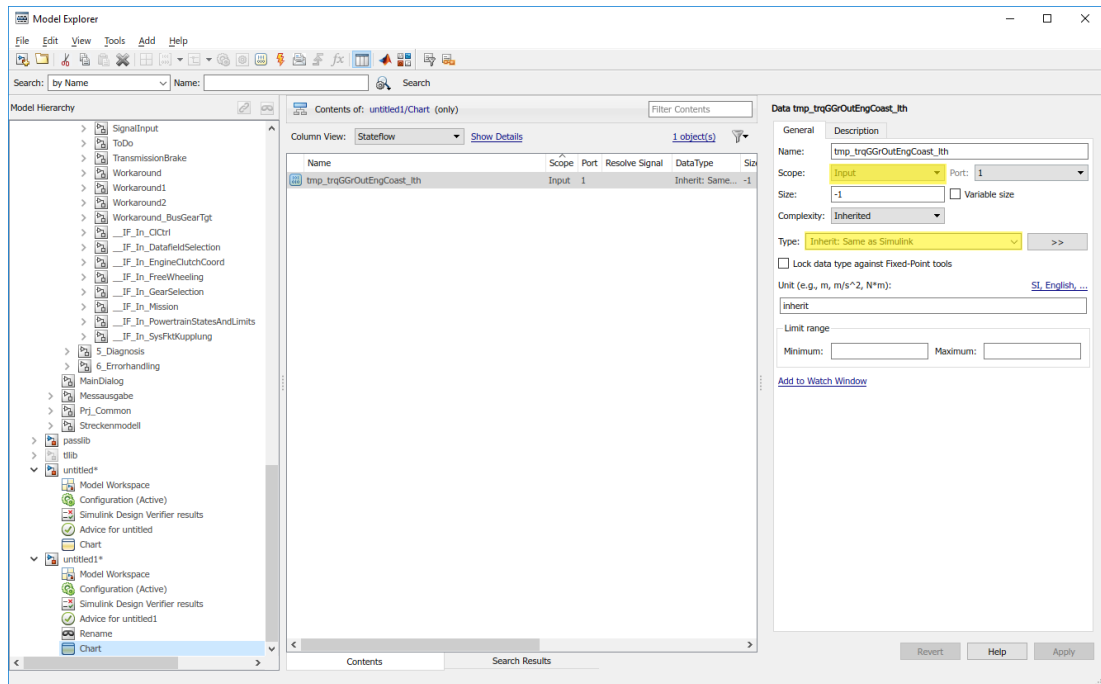 Model Explorer
File Edit View Tools Add Help
Search: by Name Name: Search
Model Hierarchy
SignalInput
ToDo
TransmissionBrake
Workaround
Workaround1
Workaround2
Workaround_BusGearTgt
__IF_In_ClCtrl
__IF_In_DatafieldSelection
__IF_In_EngineClutchCoord
__IF_In_FreeWheeling
__IF_In_GearSelection
__IF_In_Mission
__IF_In_PowertrainStatesAndLimits
__IF_In_SysFktKupplung
5_Diagnosis
6_Errorhandling
MainDialog
Messausgabe
Prj_Common
Streckenmodell
passlib
tllib
untitled*
Model Workspace
Configuration (Active)
Simulink Design Verifier results
Advice for untitled
Chart
untitled1*
Model Workspace
Configuration (Active)
Simulink Design Verifier results
Advice for untitled1
Rename
Chart
Contents of: untitled1/Chart (only) Filter Contents
Column View: Stateflow Show Details 1 object(s)
Name Scope Port Resolve Signal DataType Size
tmp_trqGGrOutEngCoast_lth Input 1 Inherit: Same... -1
Contents Search Results
Data tmp_trqGGrOutEngCoast_lth
General Description
Name: tmp_trqGGrOutEngCoast_lth
Scope: Input Port: 1
Size: -1 Variable size
Complexity: Inherited
Type: Inherit: Same as Simulink >>
Lock data type against Fixed-Point tools
Unit (e.g., m, m/s^2, N*m): SI, English, ...
inherit
Limit range
Minimum: Maximum:
Add to Watch Window
Revert Help Apply